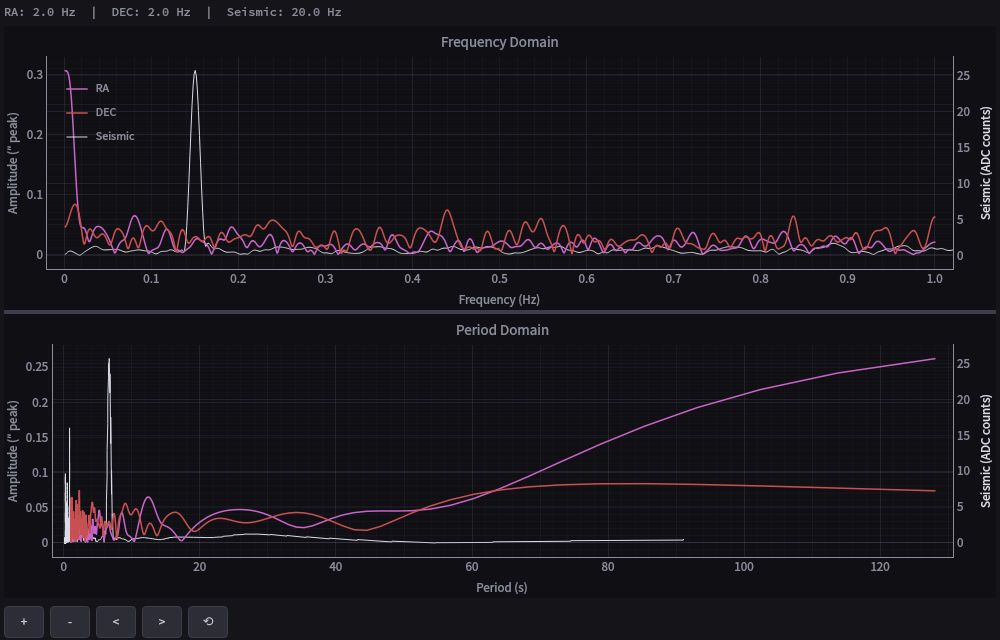 RA: 2.0 Hz | DEC: 2.0 Hz | Seismic: 20.0 Hz
Frequency Domain
Amplitude (″ peak)
0.3
0.2
0.1
0
RA
DEC
Seismic
25
20
15
10
5
0
Seismic (ADC counts)
0 0.1 0.2 0.3 0.4 0.5 0.6 0.7 0.8 0.9 1.0
Frequency (Hz)
Period Domain
Amplitude (″ peak)
0.25
0.2
0.15
0.1
0.05
0
25
20
15
10
5
0
Seismic (ADC counts)
0 20 40 60 80 100 120
Period (s)
+ - < > ⟲